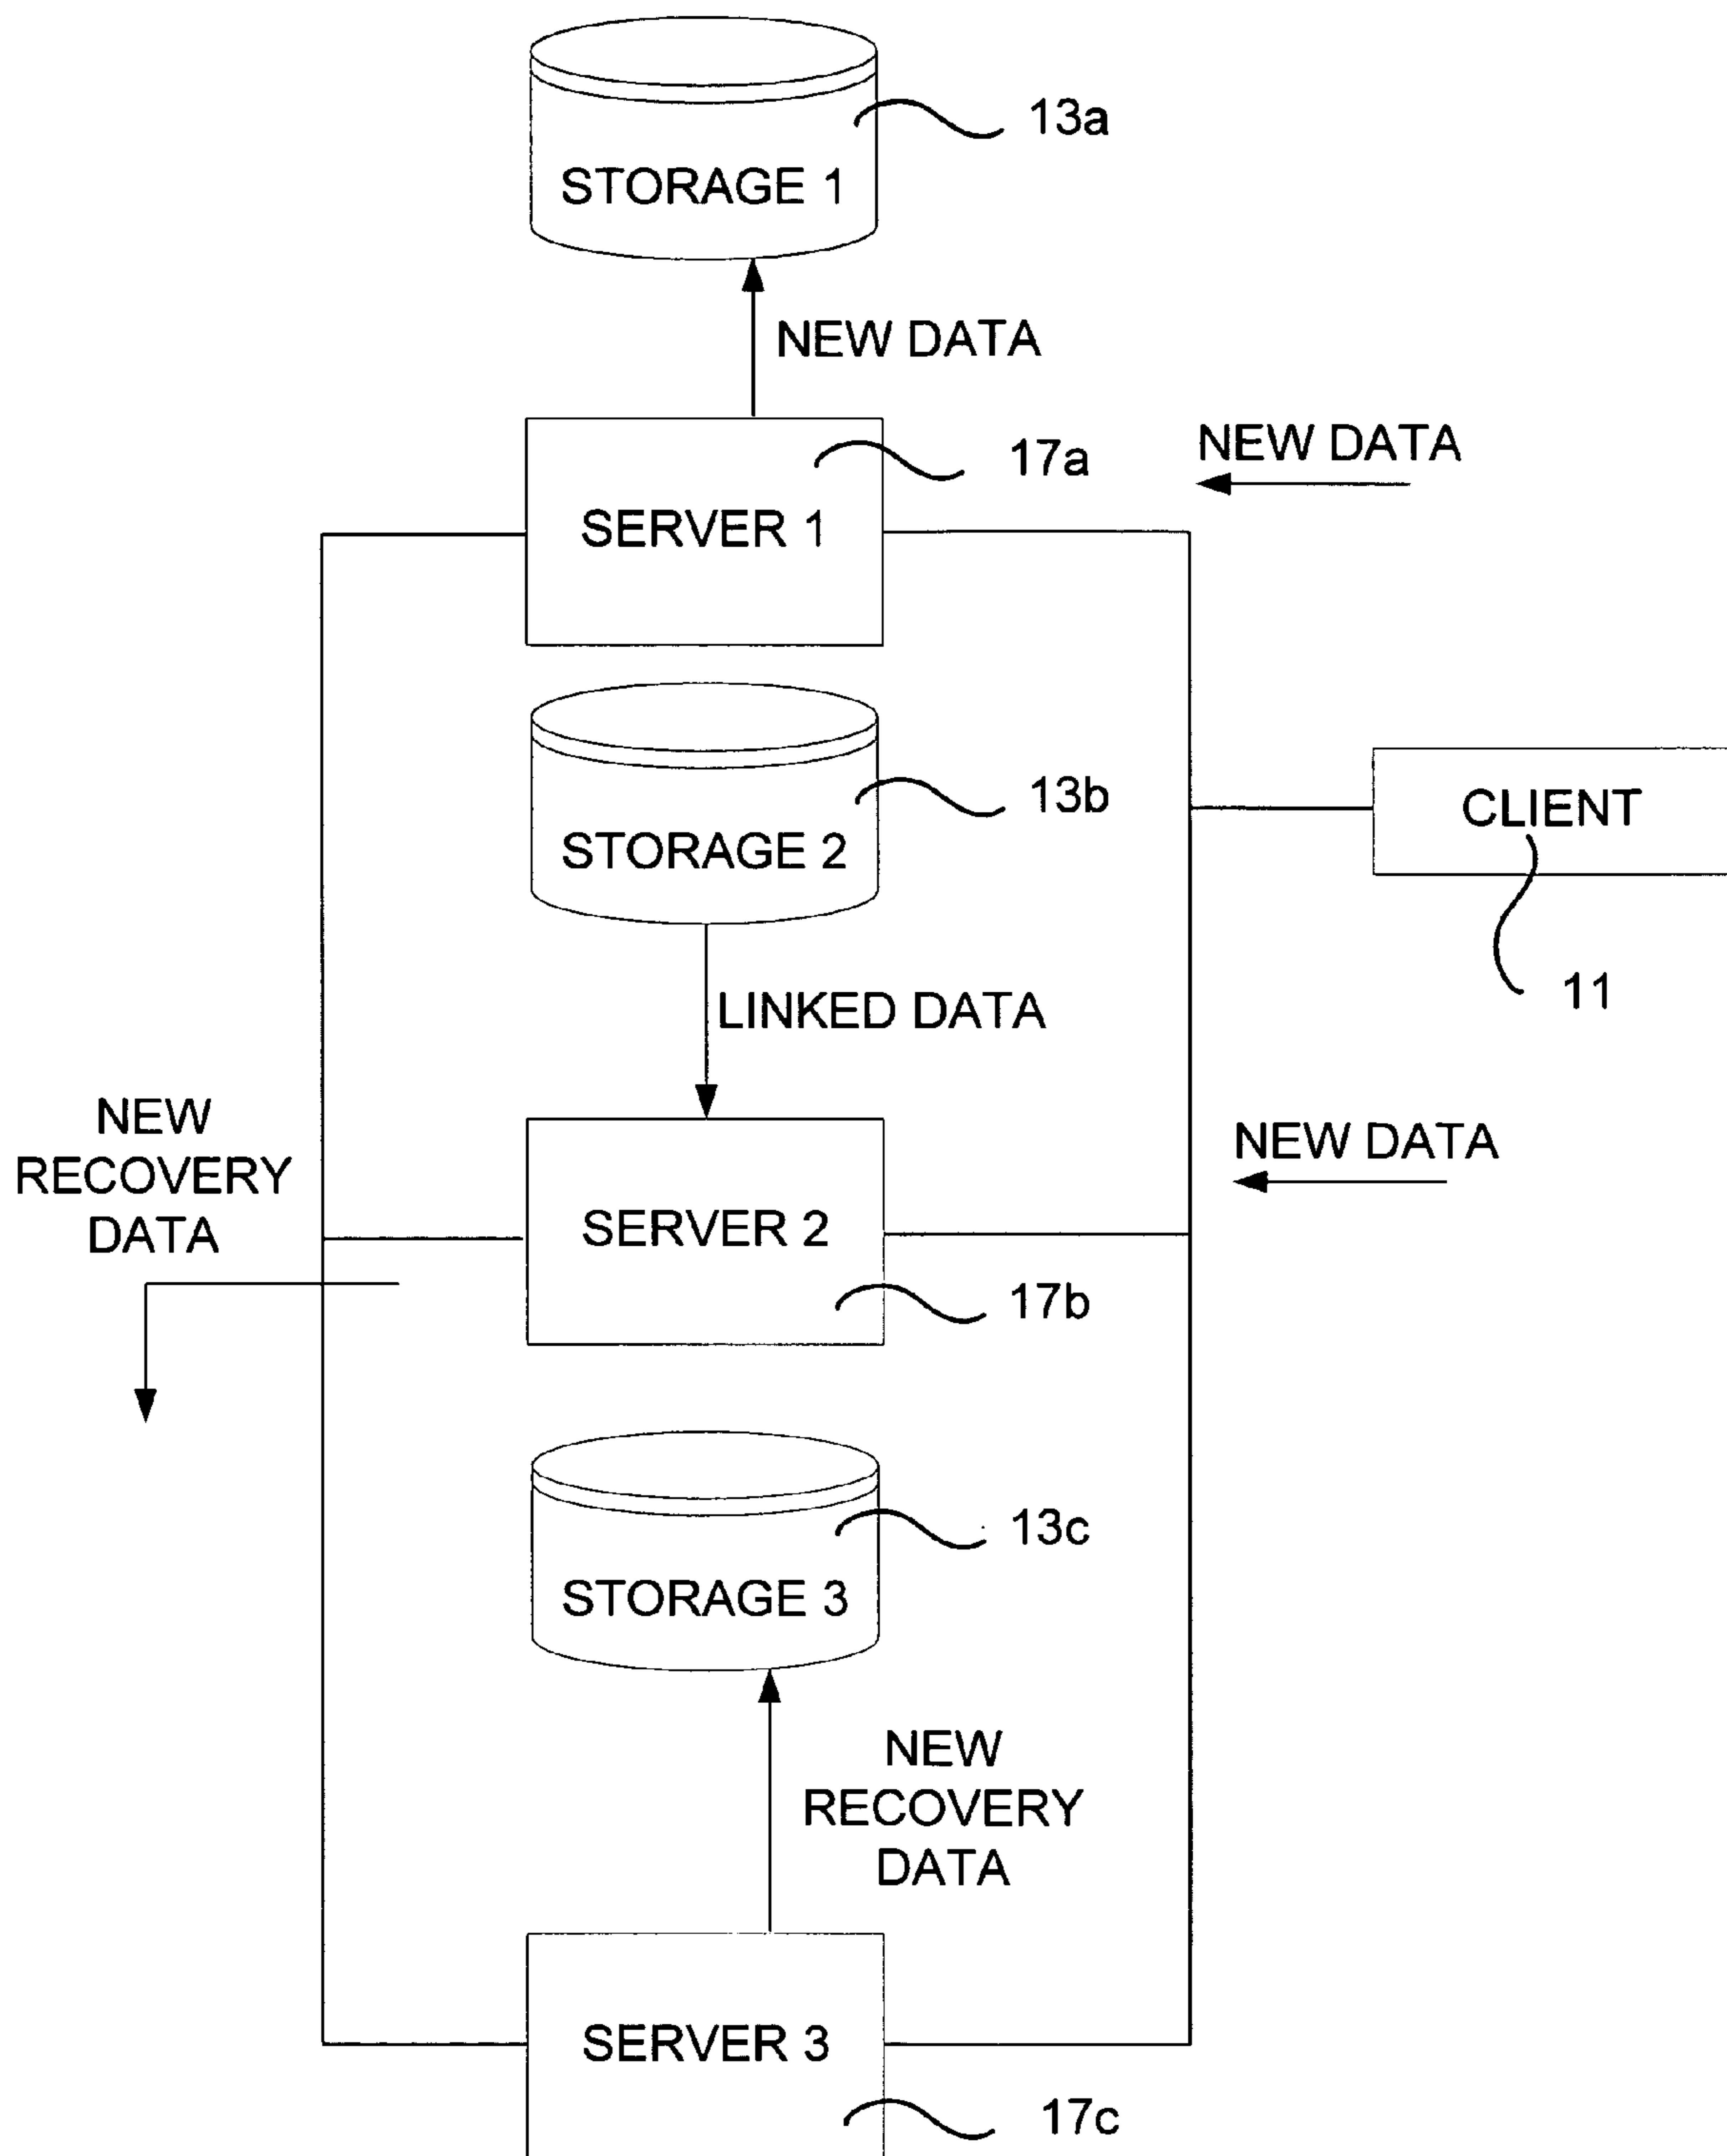 13a
STORAGE 1
NEW DATA
17a
NEW DATA
SERVER 1
13b
CLIENT
STORAGE 2
11
LINKED DATA
NEW
RECOVERY
DATA
NEW DATA
SERVER 2
17b
13c
STORAGE 3
NEW
RECOVERY
DATA
SERVER 3
17c